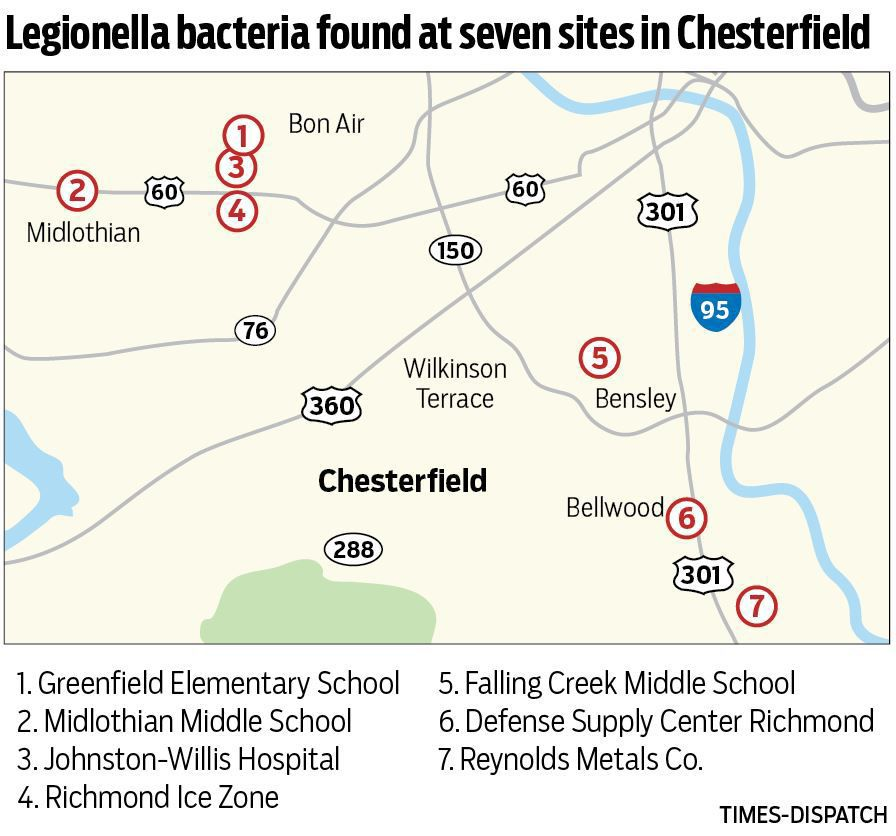 Legionella bacteria found at seven sites in Chesterfield
1
Bon Air
3
2
60
4
60
Midlothian
301
150
95
76
5
Wilkinson
Terrace
Bensley
360
Chesterfield
Bellwood
6
288
301
7
1. Greenfield Elementary School
2. Midlothian Middle School
3. Johnston-Willis Hospital
4. Richmond Ice Zone
5. Falling Creek Middle School
6. Defense Supply Center Richmond
7. Reynolds Metals Co.
TIMES-DISPATCH